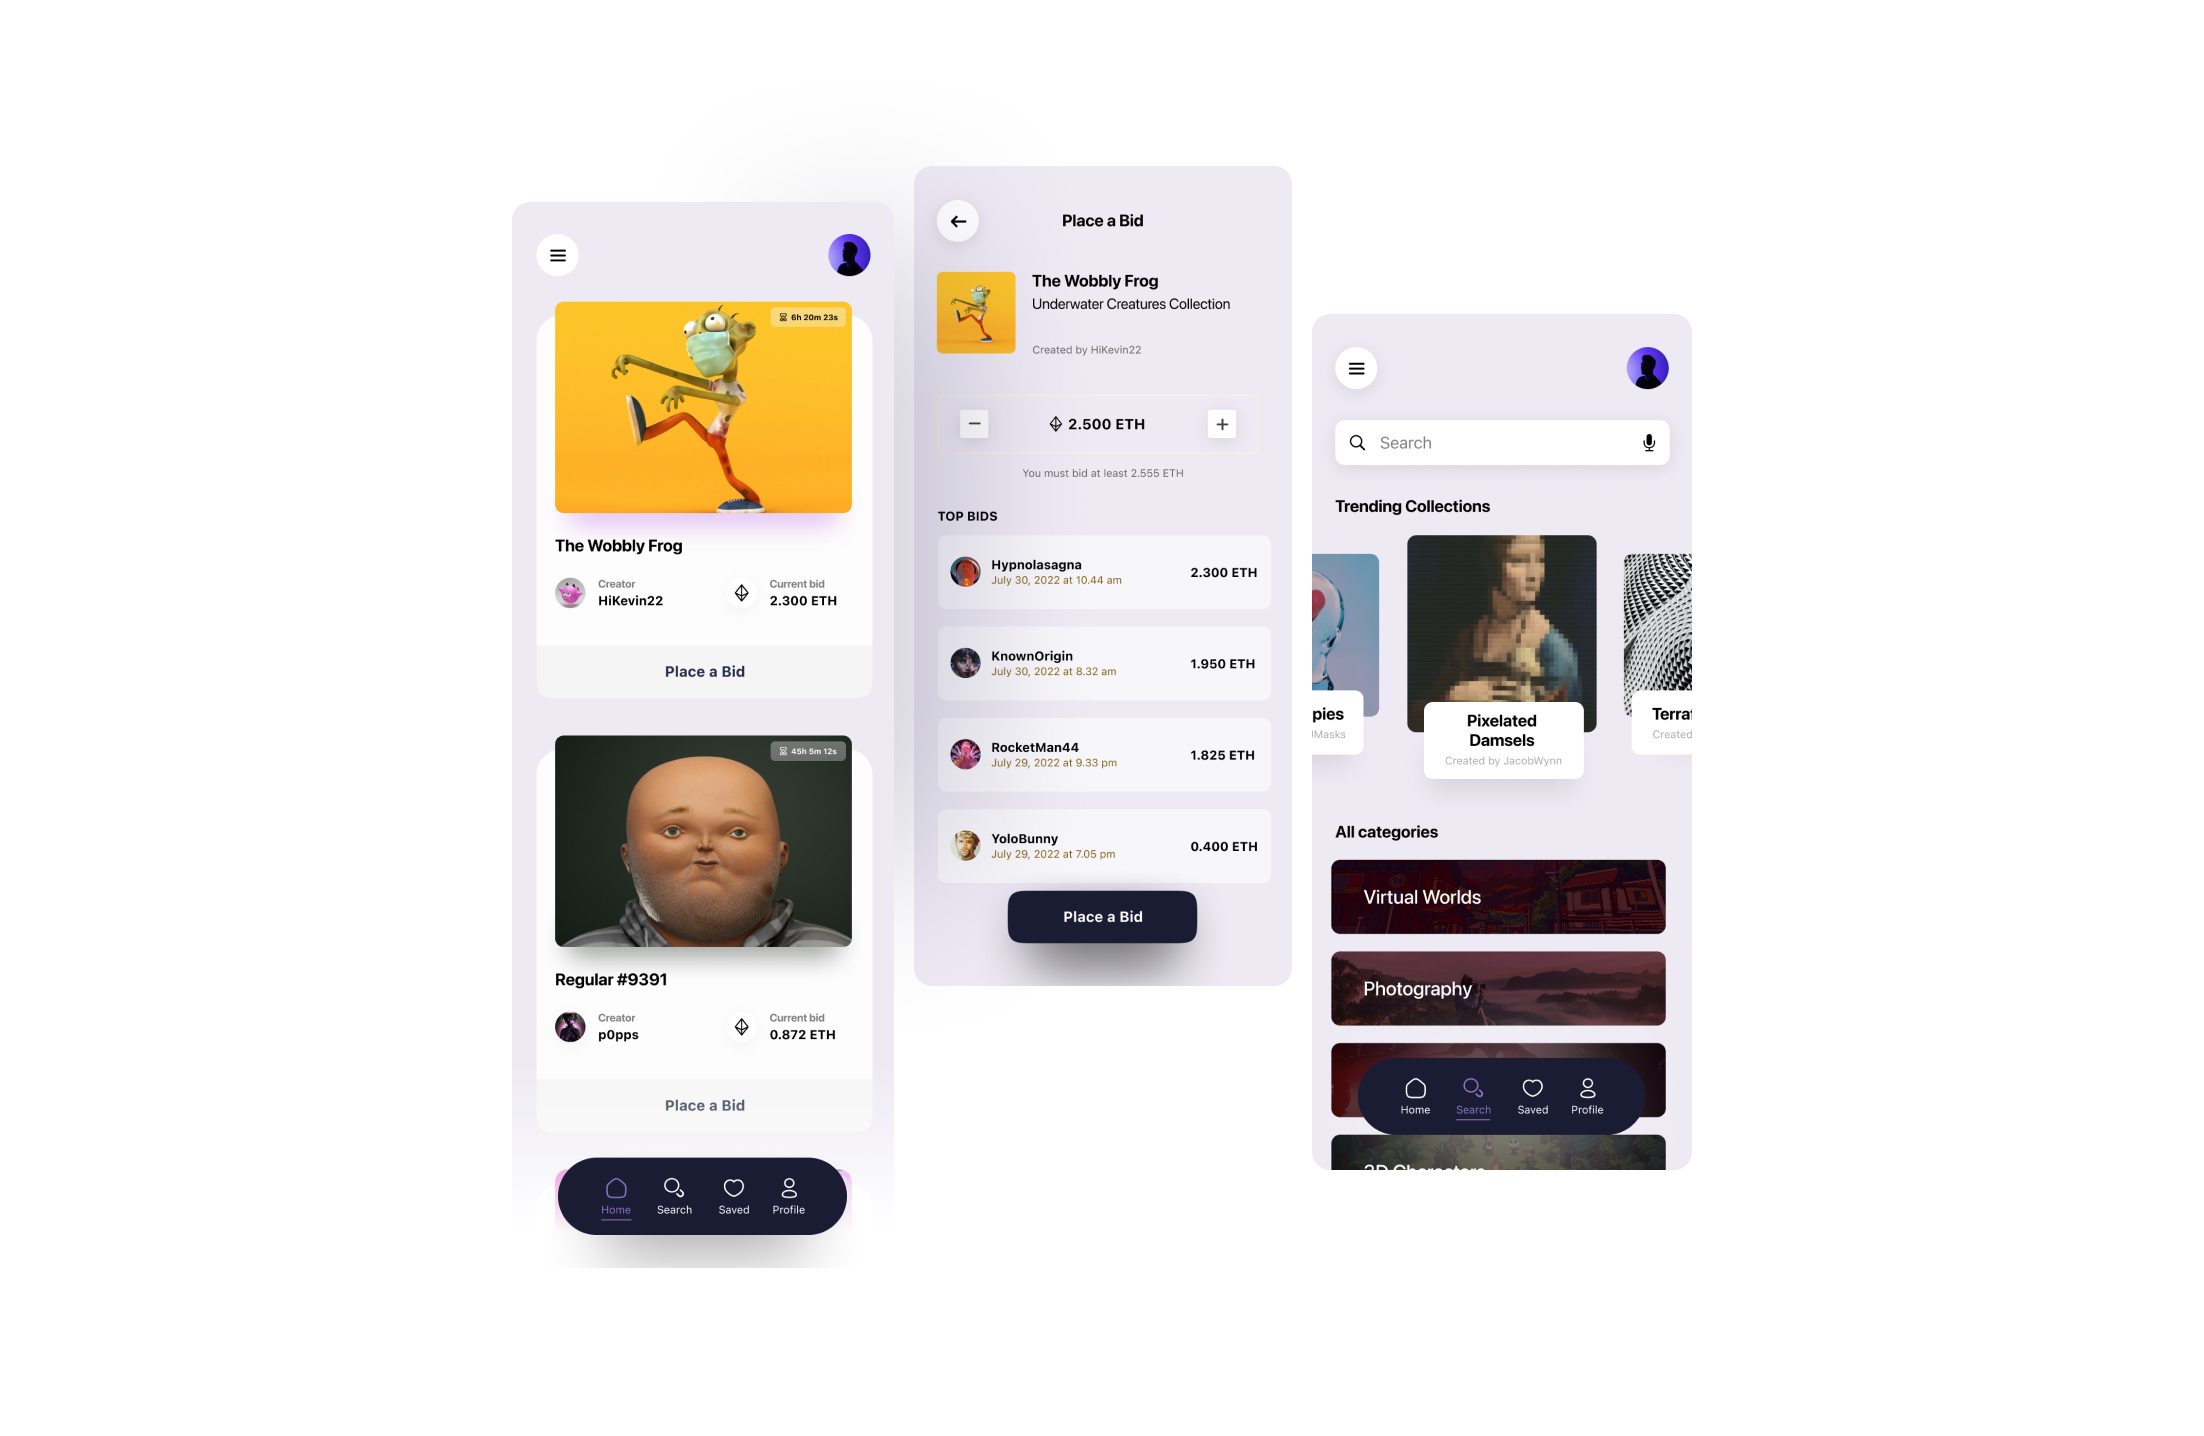 6h 20m 23s
The Wobbly Frog
Creator
HiKevin22
Current bid
2.300 ETH
Place a Bid
45h 5m 12s
Regular #9391
Creator
p0pps
Current bid
0.872 ETH
Place a Bid
Home
Search
Saved
Profile
Place a Bid
The Wobbly Frog
Underwater Creatures Collection
Created by HiKevin22
2.500 ETH
You must bid at least 2.555 ETH
TOP BIDS
Hypnolasagna
July 30, 2022 at 10.44 am
2.300 ETH
KnownOrigin
July 30, 2022 at 8.32 am
1.950 ETH
RocketMan44
July 29, 2022 at 9.33 pm
1.825 ETH
YoloBunny
July 29, 2022 at 7.05 pm
0.400 ETH
Place a Bid
Search
Trending Collections
pies
Masks
Pixelated
Damsels
Created by JacobWynn
Terra
Created
All categories
Virtual Worlds
Photography
Home
Search
Saved
Profile